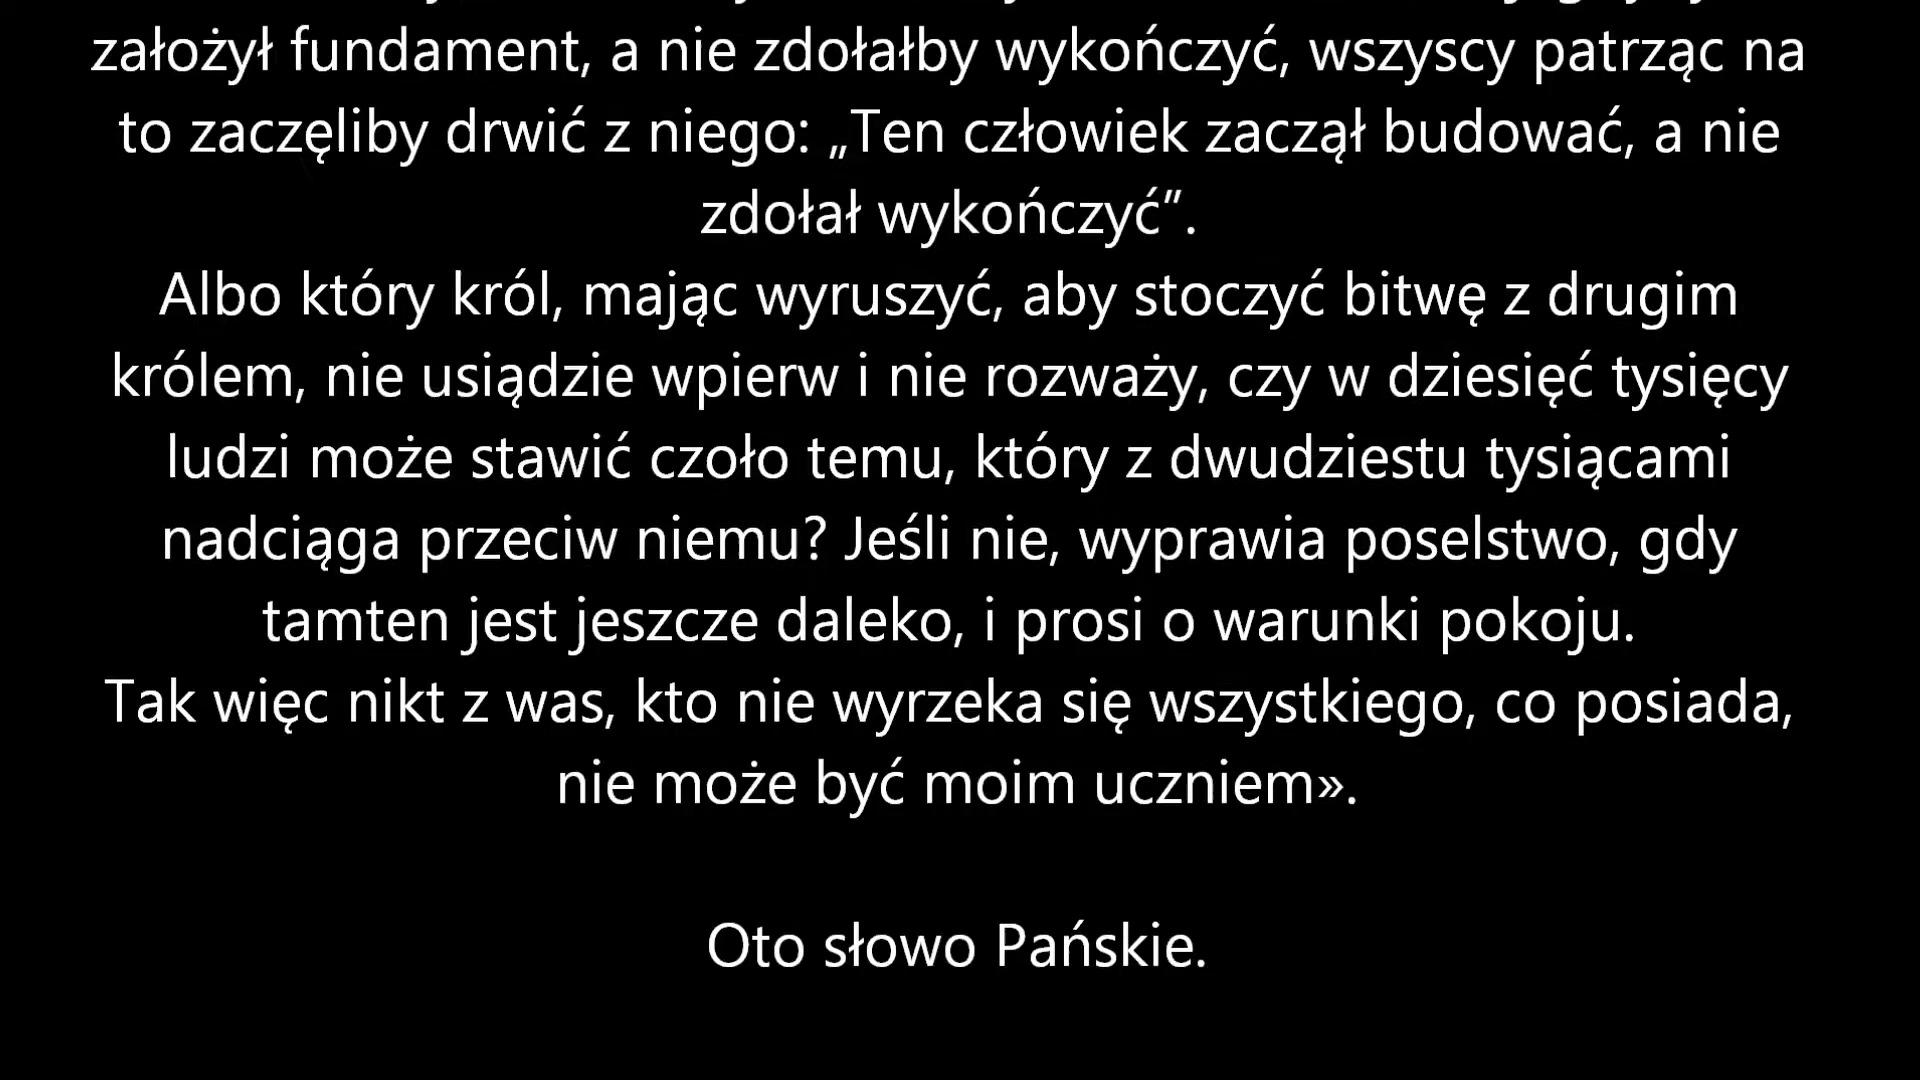 założył fundament, a nie zdołałby wykończyć, wszyscy patrząc na
to zaczęliby drwić z niego: „Ten człowiek zaczął budować, a nie
zdołał wykończyć”.
Albo który król, mając wyruszyć, aby stoczyć bitwę z drugim
królem, nie usiądzie wpierw i nie rozważy, czy w dziesięć tysięcy
ludzi może stawić czoło temu, który z dwudziestu tysiącami
nadciąga przeciw niemu? Jeśli nie, wyprawia poselstwo, gdy
tamten jest jeszcze daleko, i prosi o warunki pokoju.
Tak więc nikt z was, kto nie wyrzeka się wszystkiego, co posiada,
nie może być moim uczniem».
Oto słowo Pańskie.